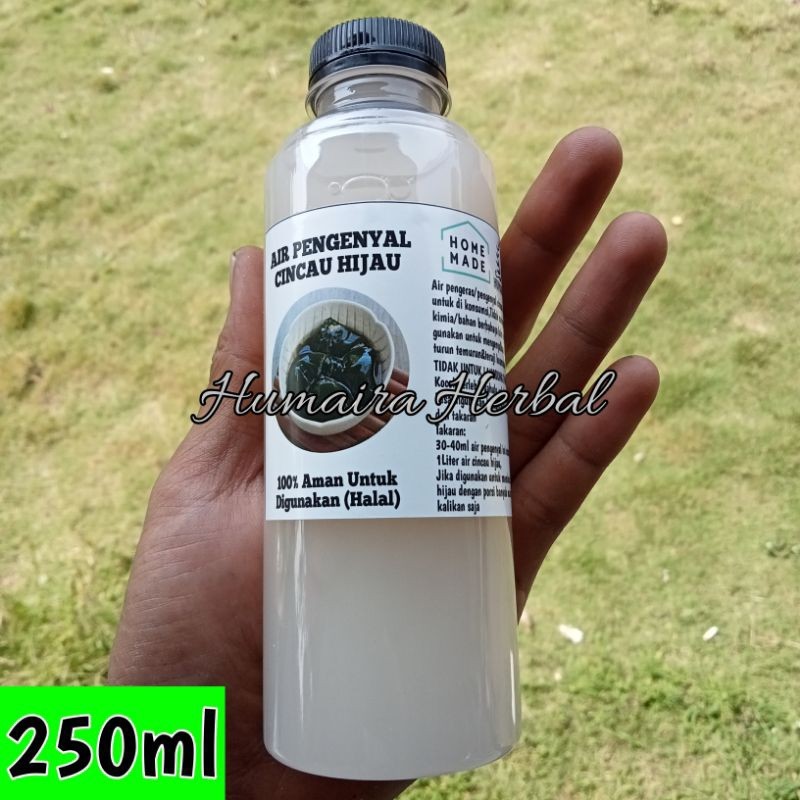 AIR PENGENYAL
CINCAU HIJAU
100% Aman Untuk
Digunakan (Halal)
HOME
MADE
Air pengeras/pengenyal
untuk di konsumsi,
kimia/bahan
gunakan untuk
turun temurun
TIDAK UNTUK
takaran
Takaran:
30-40ml air pengenyal
1Liter air cincau hijau,
Jika digunakan untuk
hijau dengan porsi banyak
kalikan saja
Humaira Herbal
250ml